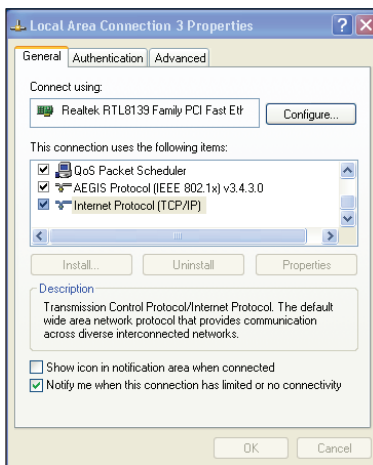 Local Area Connection 3 Properties
General Authentication Advanced
Connect using:
Realtek RTL8139 Family PCI Fast Eth
Configure...
This connection uses the following items:
QoS Packet Scheduler
AEGIS Protocol (IEEE 802.1x) v3.4.3.0
Internet Protocol (TCP/IP)
Install... Uninstall Properties
Description
Transmission Control Protocol/Internet Protocol. The default
wide area network protocol that provides communication
across diverse interconnected networks.
Show icon in notification area when connected
Notify me when this connection has limited or no connectivity
OK Cancel